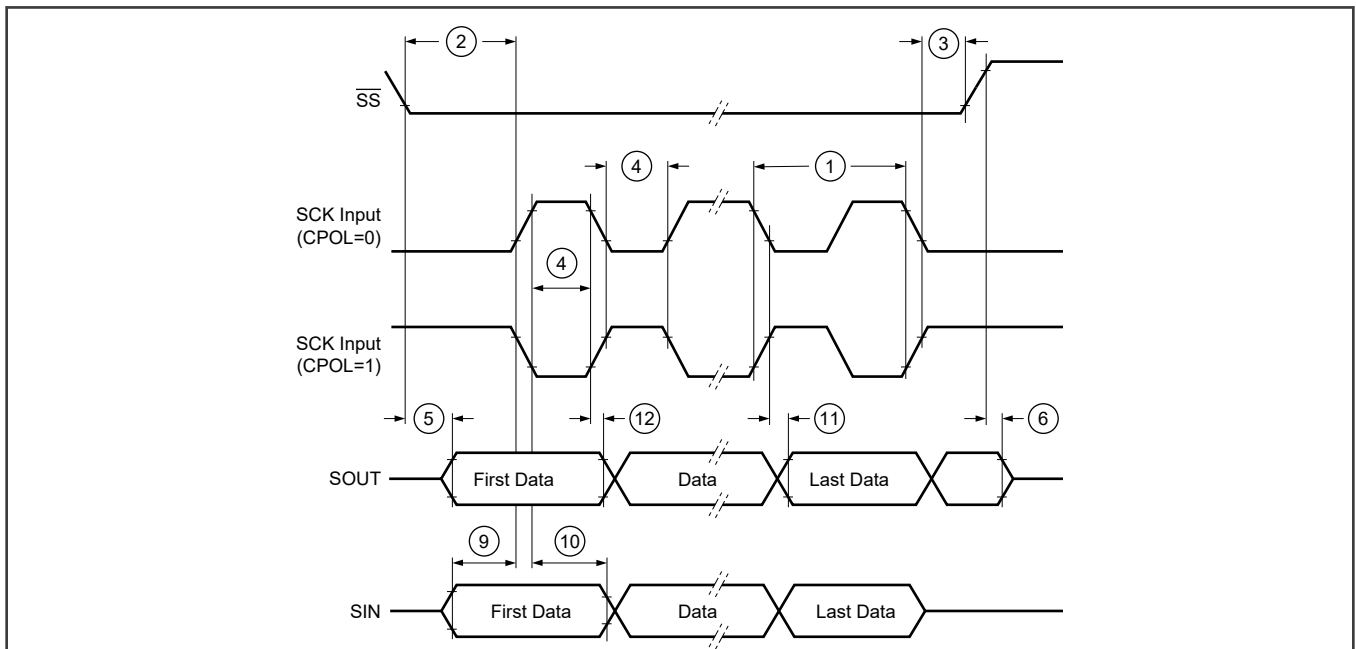 2
3
SS
4
1
SCK Input
(CPOL=0)
4
SCK Input
(CPOL=1)
5
12
11
6
SOUT
First Data
Data
Last Data
9
10
SIN
First Data
Data
Last Data